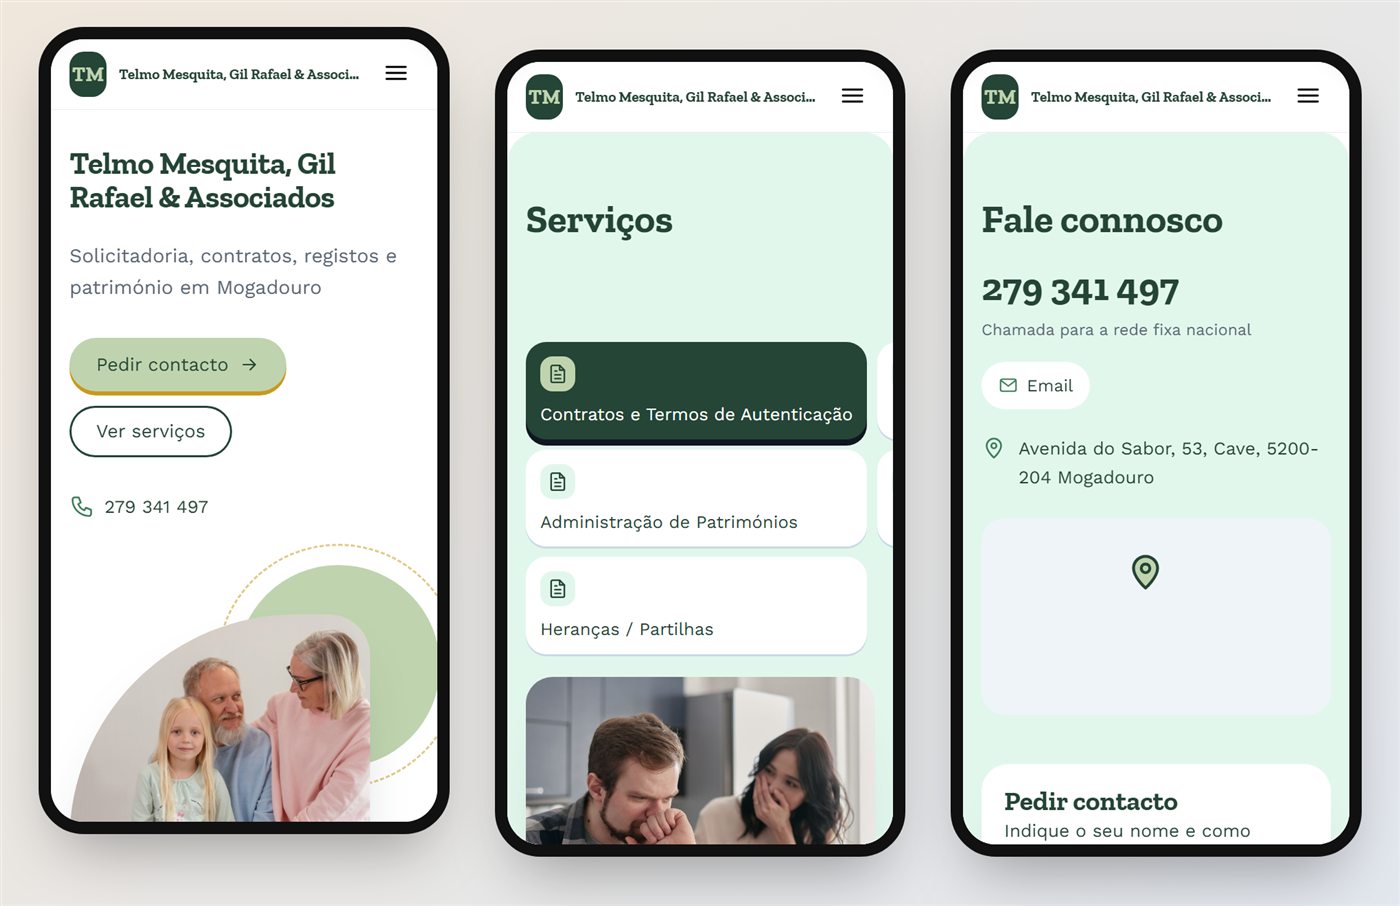 TM
Telmo Mesquita, Gil Rafael & Associ...
Telmo Mesquita, Gil
Rafael & Associados
Solicitadoria, contratos, registos e
património em Mogadouro
Pedir contacto
Ver serviços
279 341 497
TM
Telmo Mesquita, Gil Rafael & Associ...
Serviços
Contratos e Termos de Autenticação
Administração de Patrimónios
Heranças / Partilhas
TM
Telmo Mesquita, Gil Rafael & Associ...
Fale connosco
279 341 497
Chamada para a rede fixa nacional
Email
Avenida do Sabor, 53, Cave, 5200-
204 Mogadouro
Pedir contacto
Indique o seu nome e como